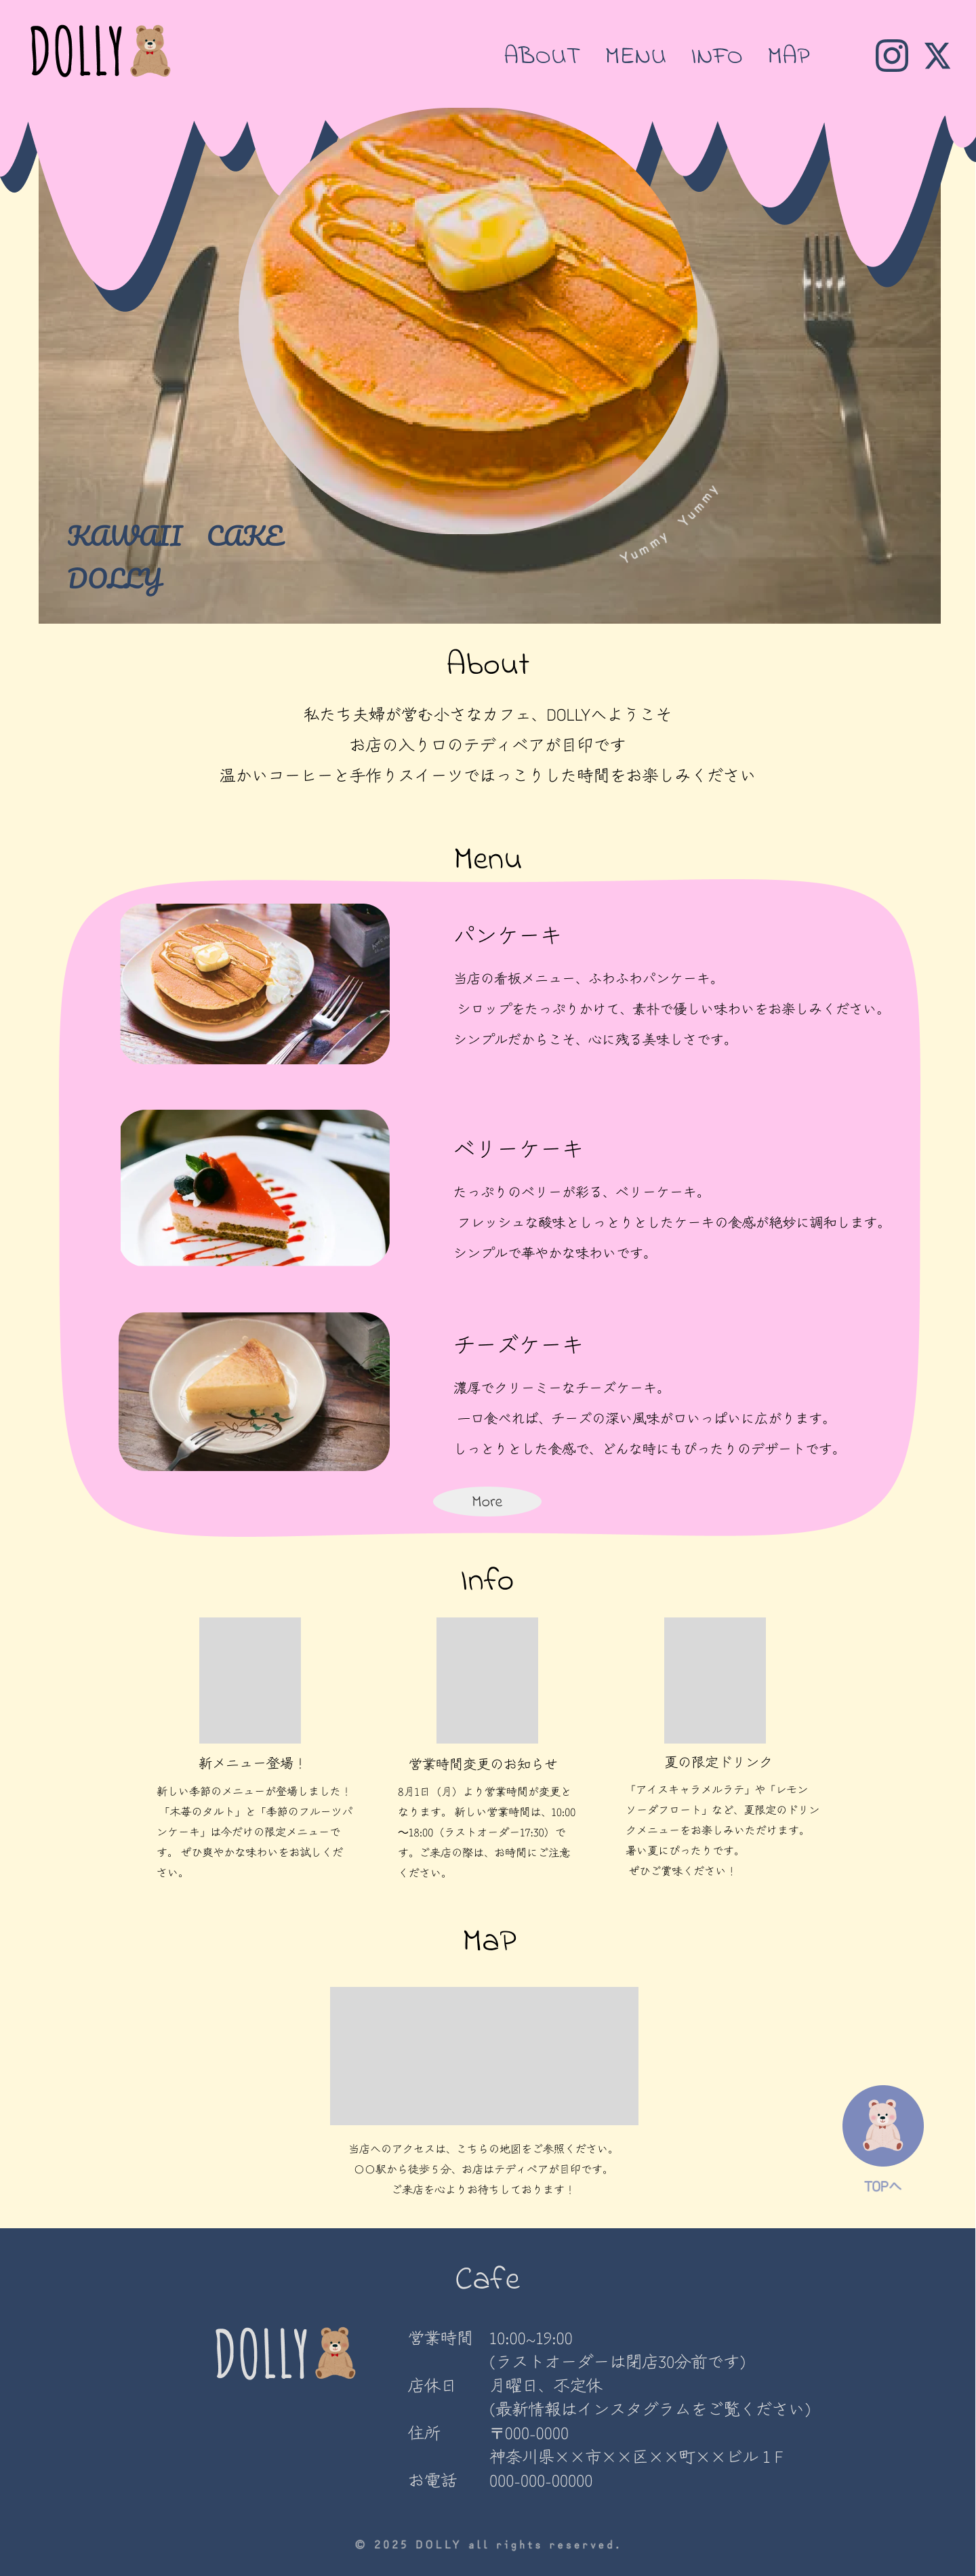 DOLLY
ABOUT MENU INFO MAP
Yummy Yummy
KAWAII CAKE
DOLLY
About
私たち夫婦が営む小さなカフェ、DOLLYへようこそ
お店の入り口のテディベアが目印です
温かいコーヒーと手作りスイーツでほっこりした時間をお楽しみください
Menu
パンケーキ
当店の看板メニュー、ふわふわパンケーキ。
シロップをたっぷりかけて、素朴で優しい味わいをお楽しみください。
シンプルだからこそ、心に残る美味しさです。
ベリーケーキ
たっぷりのベリーが彩る、ベリーケーキ。
フレッシュな酸味としっとりとしたケーキの食感が絶妙に調和します。
シンプルで華やかな味わいです。
チーズケーキ
濃厚でクリーミーなチーズケーキ。
一口食べれば、チーズの深い風味が口いっぱいに広がります。
しっとりとした食感で、どんな時にもぴったりのデザートです。
More
Info
新メニュー登場！
新しい季節のメニューが登場しました！
「木苺のタルト」と「季節のフルーツパ
ンケーキ」は今だけの限定メニューで
す。 ぜひ爽やかな味わいをお試しくだ
さい。
営業時間変更のお知らせ
8月1日（月）より営業時間が変更と
なります。 新しい営業時間は、10:00
〜18:00（ラストオーダー17:30）で
す。ご来店の際は、お時間にご注意
ください。
夏の限定ドリンク
「アイスキャラメルラテ」や「レモン
ソーダフロート」など、夏限定のドリン
クメニューをお楽しみいただけます。
暑い夏にぴったりです。
ぜひご賞味ください！
MaP
当店へのアクセスは、こちらの地図をご参照ください。
〇〇駅から徒歩５分、お店はテディベアが目印です。
ご来店を心よりお待ちしております！
TOPへ
Cafe
DOLLY
営業時間 10:00~19:00
(ラストオーダーは閉店30分前です)
店休日 月曜日、不定休
(最新情報はインスタグラムをご覧ください)
住所 〒000-0000
神奈川県××市××区××町××ビル１F
お電話 000-000-00000
© 2025 DOLLY all rights reserved.